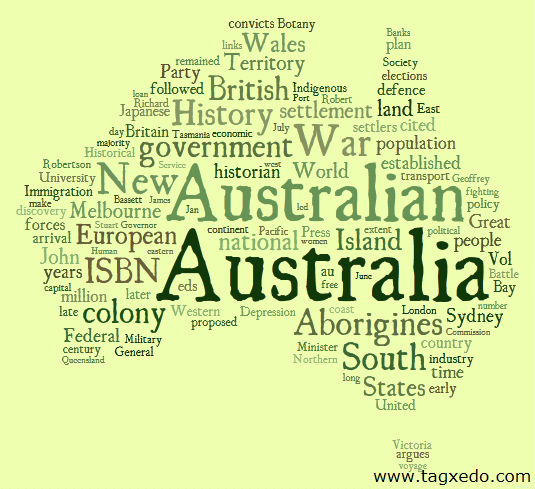 convicts Botany
Banks
links Wales plan
remained Territory Society
Party elections
followed British Indigenous defence
loan Port Robert
Richard History settlement land East
Japanese
day Britain Tasmania economic July War settlers cited
majority government population
Historical historian World established
Robertson Service west transport Geoffrey
University New Australian fighting
Immigration
make Bassett James policy
discovery Melbourne Jan led Great
forces Stuart Governor continent Pacific Press extent political
arrival European national women Island people
Human eastern
John ISBN Australia Vol
years au Battle
capital June Bay
million later eds free
late colony Western Depression coast London number
proposed Aborigines Sydney
Federal Military Commission
century General Minister South country
Queensland Northern industry
long States time
early
United
Victoria
argues
voyage
www.tagxedo.com